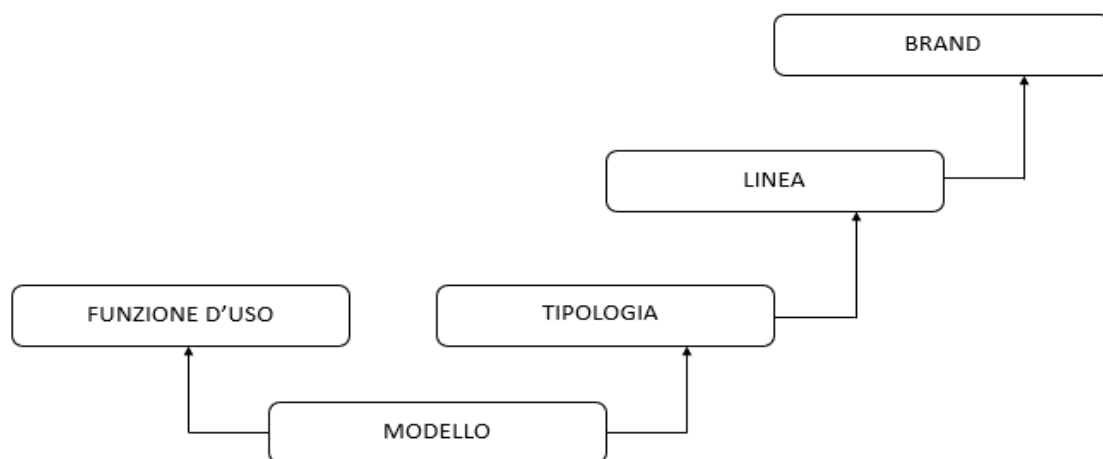 BRAND
LINEA
FUNZIONE D’USO
TIPOLOGIA
MODELLO